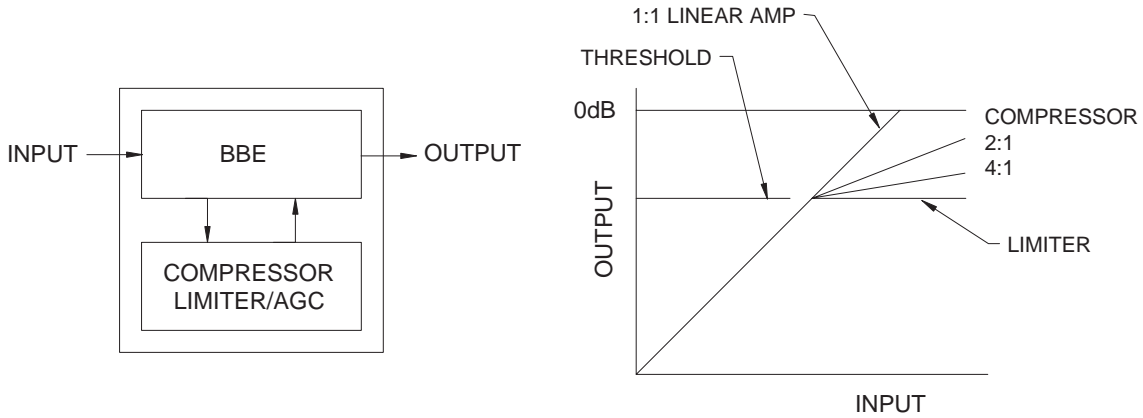 INPUT
BBE
OUTPUT
COMPRESSOR
LIMITER/AGC
1:1 LINEAR AMP
THRESHOLD
0dB
COMPRESSOR
2:1
4:1
LIMITER
OUTPUT
INPUT